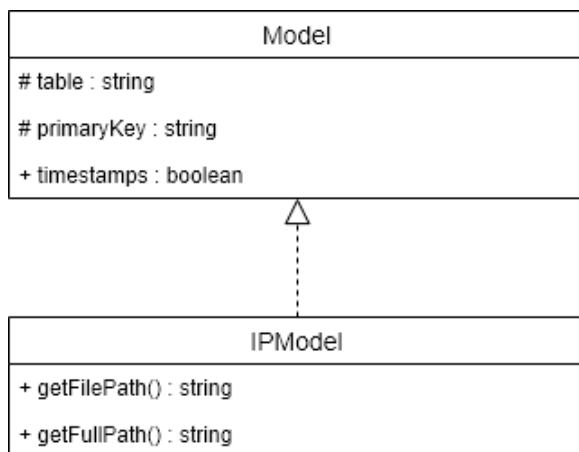 Model
# table : string
# primaryKey : string
+ timestamps : boolean
IPModel
+ getFilePath() : string
+ getFullPath() : string